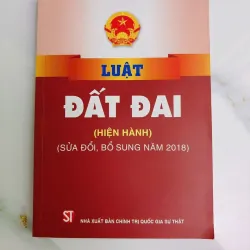 LUẬT
ĐẤT ĐAI
(HIỆN HÀNH)
(SỬA ĐỔI, BỔ SUNG NĂM 2018)
ST NHÀ XUẤT BẢN CHÍNH TRỊ QUỐC GIA SỰ THẬT